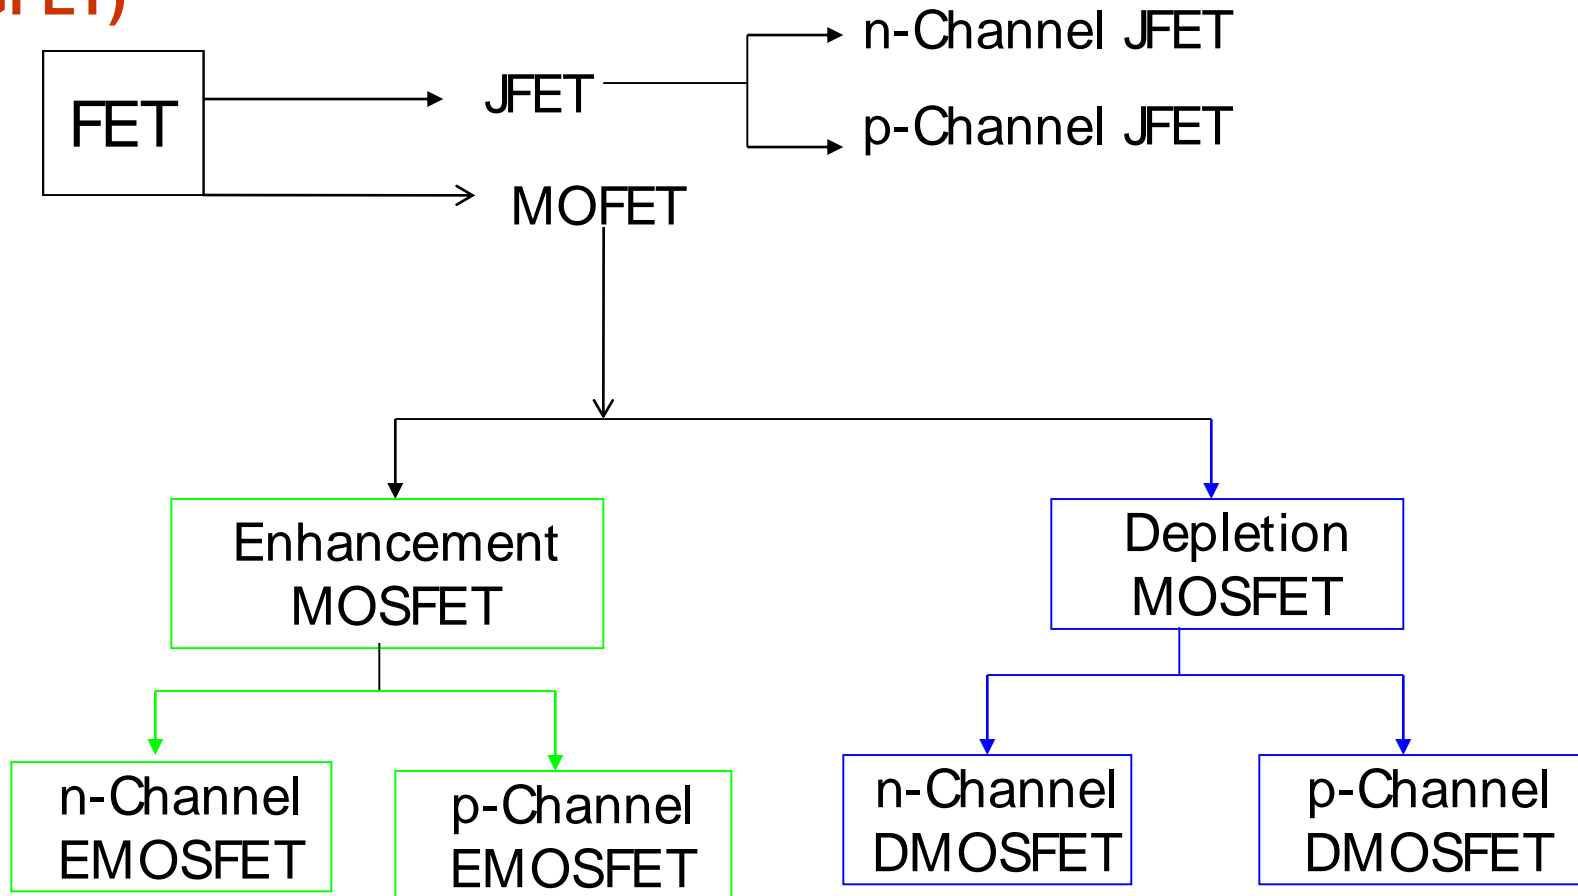 FET)
n-Channel JFET
FET
JFET
p-Channel JFET
MOFET
Enhancement
MOSFET
Depletion
MOSFET
n-Channel
EMOSFET
p-Channel
EMOSFET
n-Channel
DMOSFET
p-Channel
DMOSFET